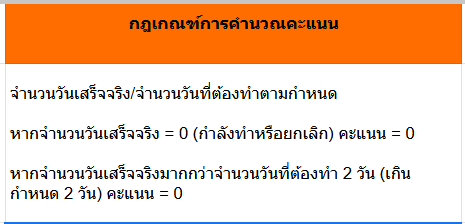 กฎเกณฑ์การคำนวณคะแนน
จำนวนวันเสร็จจริง/จำนวนวันที่ต้องทำตามกำหนด
หากจำนวนวันเสร็จจริง = 0 (กำลังทำหรือยกเลิก) คะแนน = 0
หากจำนวนวันเสร็จจริงมากกว่าจำนวนวันที่ต้องทำ 2 วัน (เกิน
กำหนด 2 วัน) คะแนน = 0